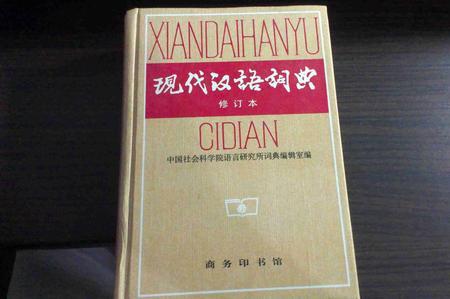 XIANDAIHANYU
现代汉语词典
修订本
CIDIAN
中国社会科学院语言研究所词典编辑室编
商务印书馆